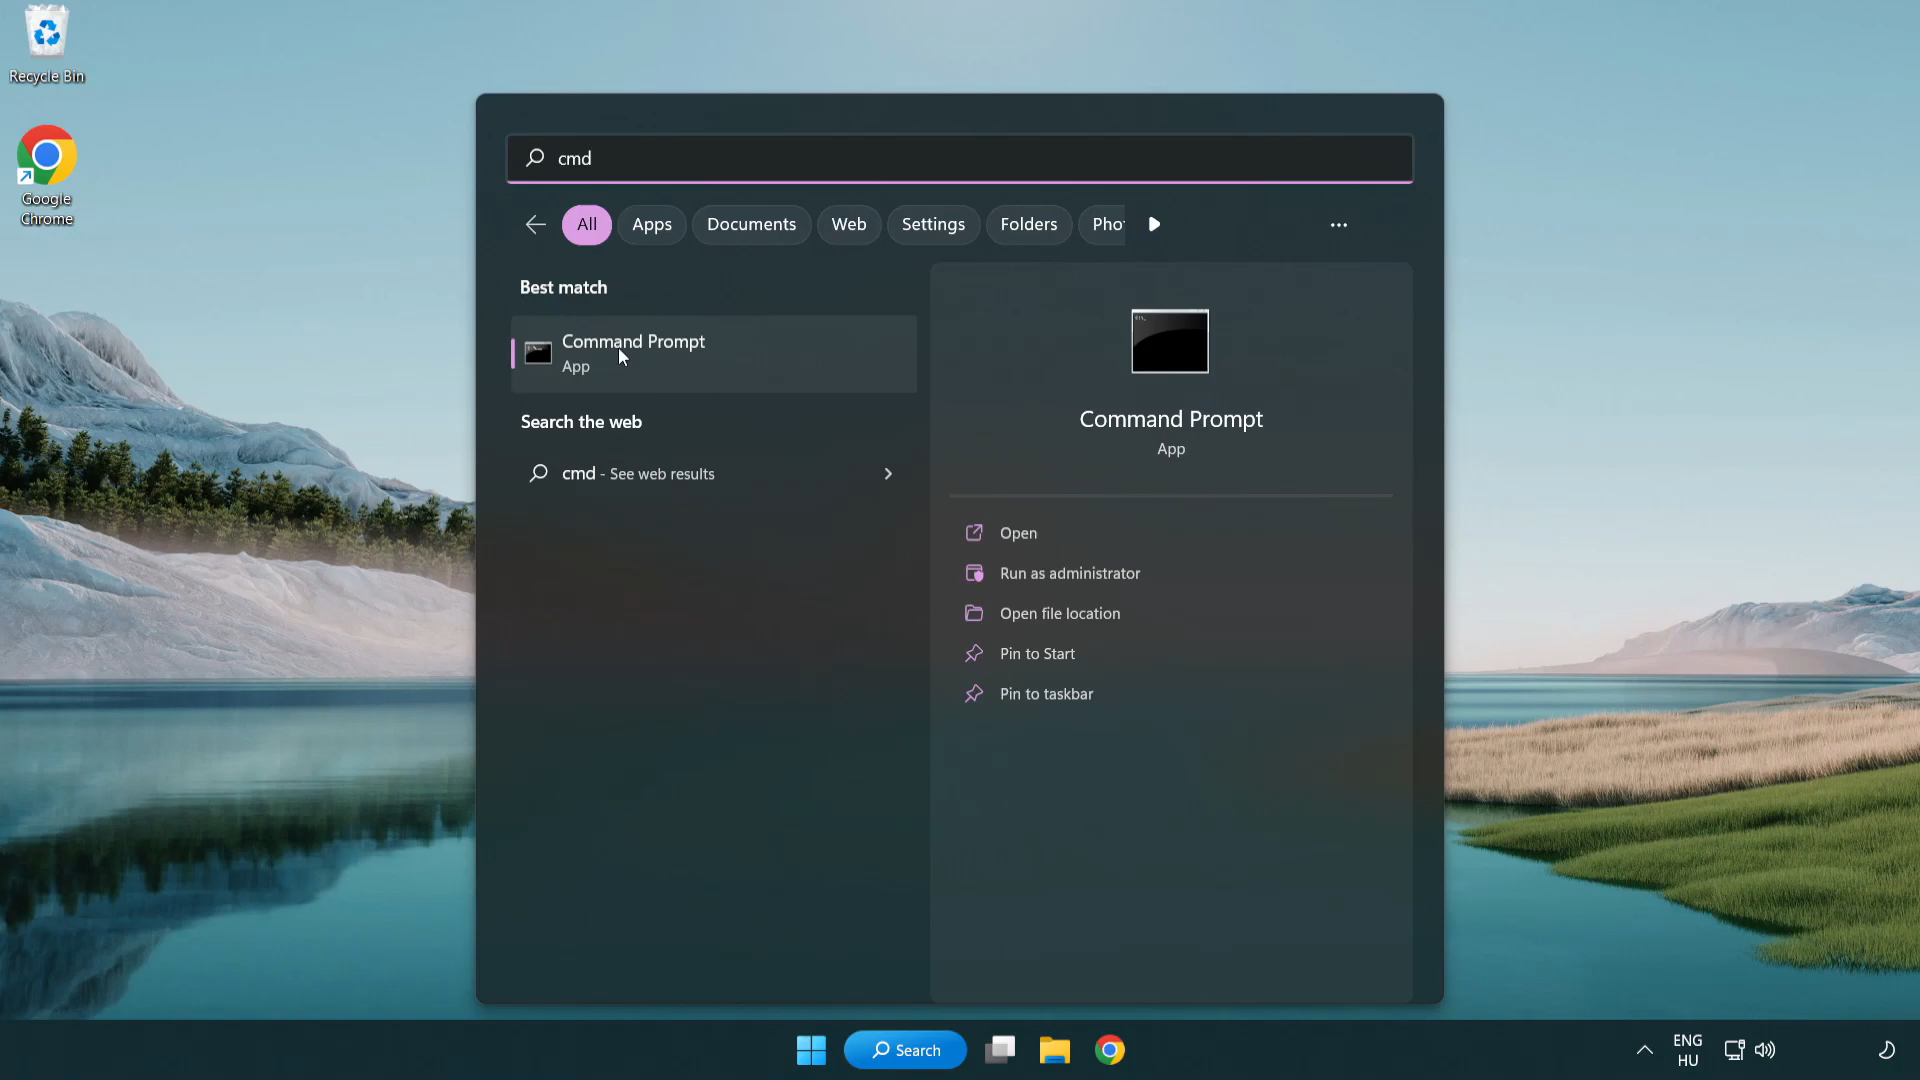 Recycle Bin
Google
Chrome
cmd
All
Apps
Documents
Web
Settings
Folders
Pho
Best match
Command Prompt
App
Search the web
cmd - See web results
Command Prompt
App
Open
Run as administrator
Open file location
Pin to Start
Pin to taskbar
Search
ENG
HU